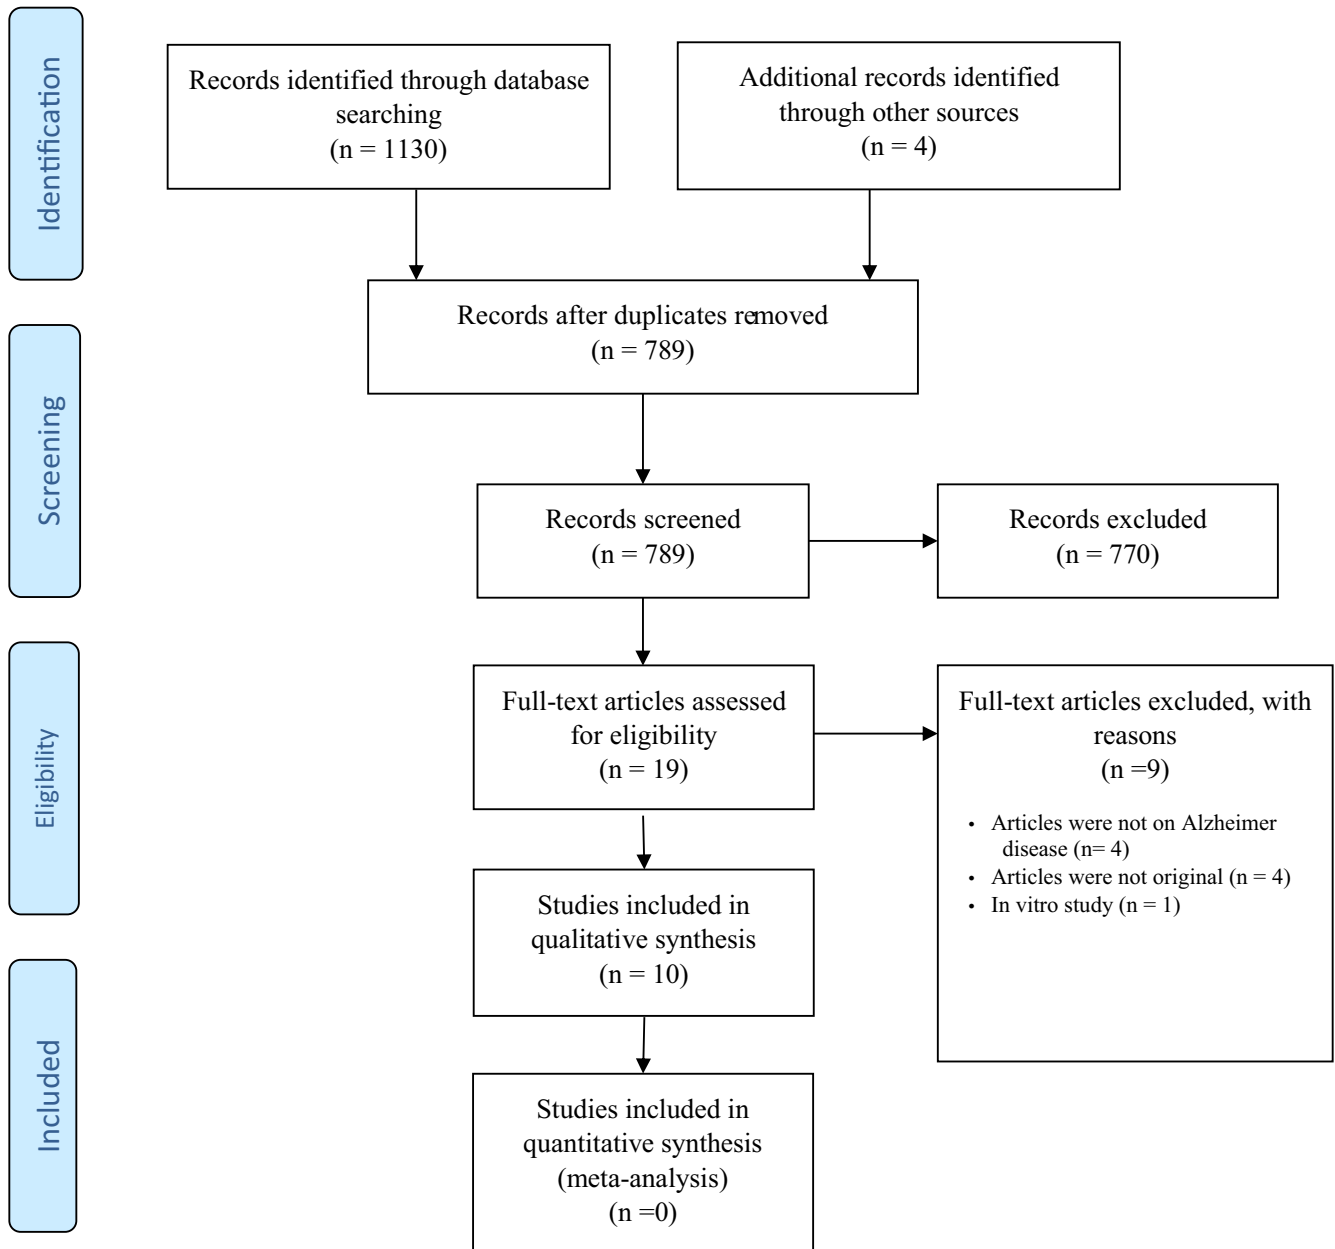 Identification
Records identified through database
searching
(n = 1130)
Additional records identified
through other sources
(n = 4)
Records after duplicates removed
(n = 789)
Screening
Records screened
(n = 789)
Records excluded
(n = 770)
Eligibility
Full-text articles assessed
for eligibility
(n = 19)
Full-text articles excluded, with
reasons
(n =9)
• Articles were not on Alzheimer
disease (n= 4)
• Articles were not original (n = 4)
• In vitro study (n = 1)
Studies included in
qualitative synthesis
(n = 10)
Included
Studies included in
quantitative synthesis
(meta-analysis)
(n =0)